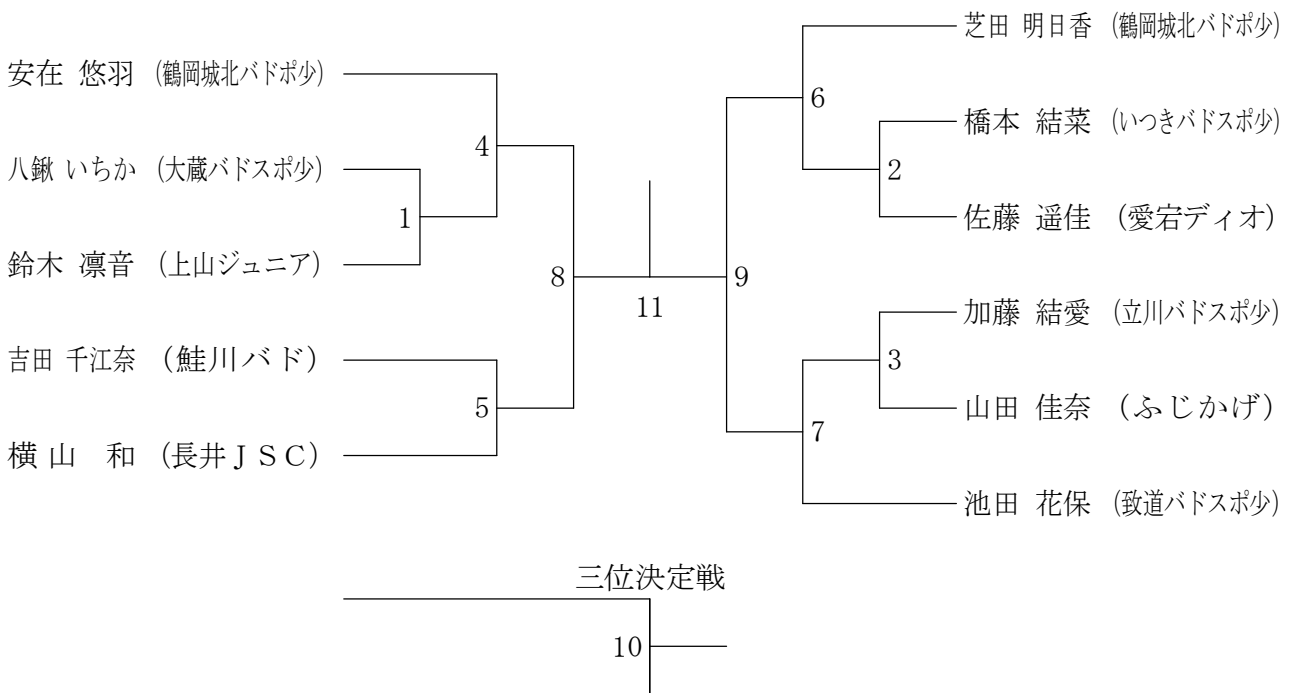 安在 悠羽 (鶴岡城北バドポ少)
八鍬 いちか (大蔵バドスポ少)
鈴木 凛音 (上山ジュニア)
吉田 千江奈 (鮭川バド)
横山 和 (長井JSC)
4
1
5
8
11
9
6
2
3
7
芝田 明日香 (鶴岡城北バドポ少)
橋本 結菜 (いつきバドスポ少)
佐藤 遥佳 (愛宕ディオ)
加藤 結愛 (立川バドスポ少)
山田 佳奈 (ふじかげ)
池田 花保 (致道バドスポ少)
三位決定戦
10